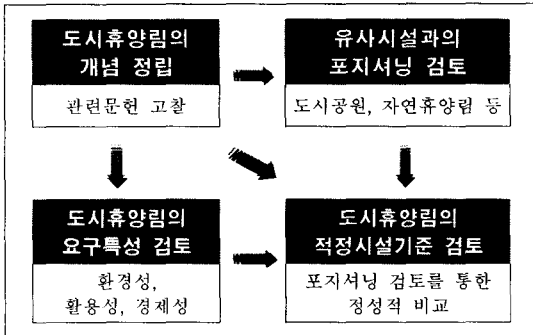 도시휴양림의
개념 정립
관련문헌 고찰
유사시설과의
포지셔닝 검토
도시공원, 자연휴양림 등
도시휴양림의
요구특성 검토
환경성,
활용성, 경제성
도시휴양림의
적정시설기준 검토
포지셔닝 검토를 통한
정성적 비교